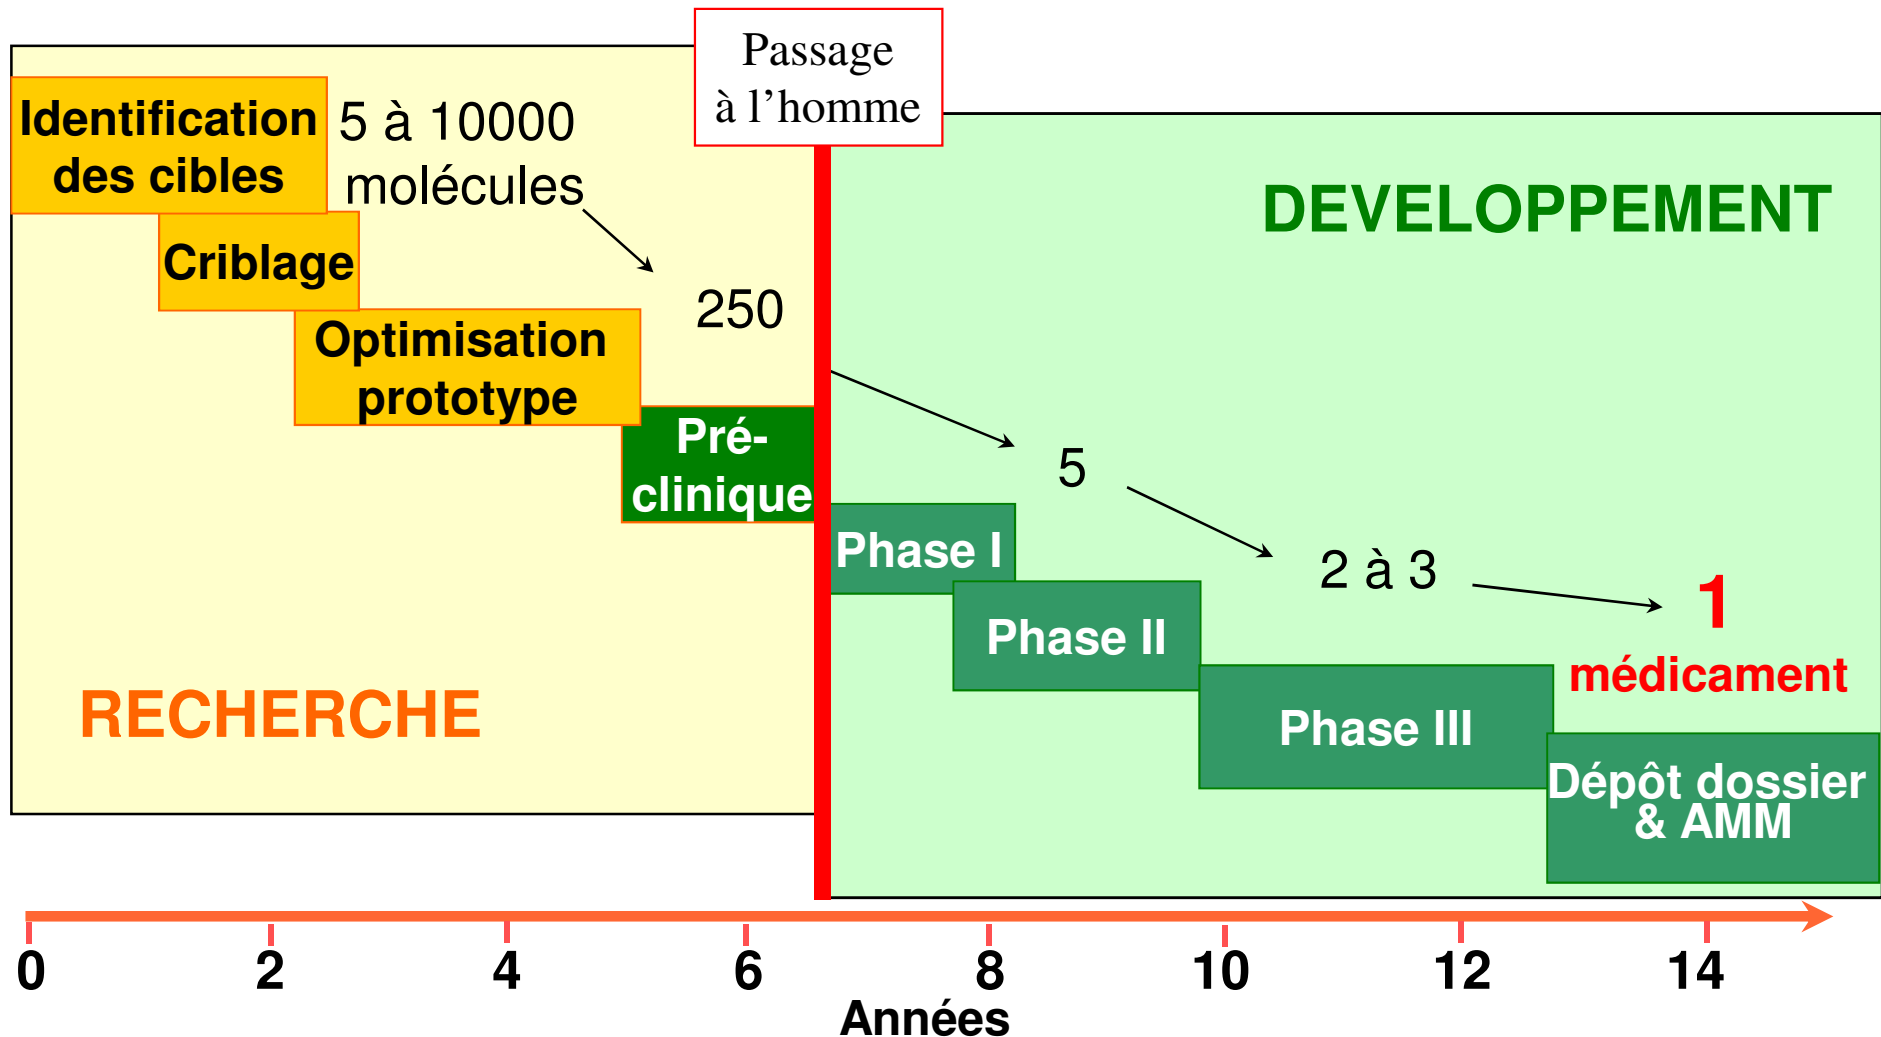 Passage
à l’homme
Identification
des cibles
5 à 10000
molécules
Criblage
250
Optimisation
prototype
Pré-
clinique
RECHERCHE
DEVELOPPEMENT
5
Phase I
2 à 3
Phase II
1
médicament
Phase III
Dépôt dossier
& AMM
0 2 4 6 8 10 12 14
Années